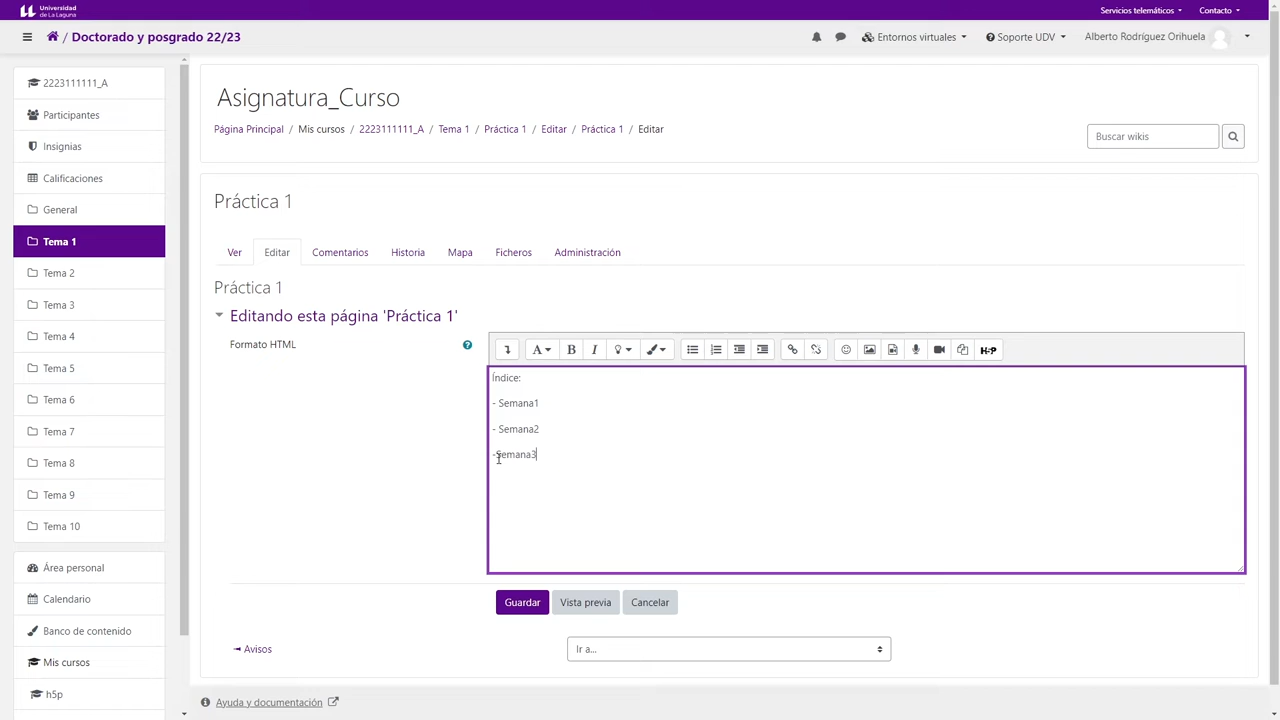 Universidad
de La Laguna
Servicios telemáticos
Contacto
/ Doctorado y posgrado 22/23
Entornos virtuales
Soporte UDV
Alberto Rodríguez Orihuela
2223111111_A
Participantes
Insignias
Calificaciones
General
Tema 1
Tema 2
Tema 3
Tema 4
Tema 5
Tema 6
Tema 7
Tema 8
Tema 9
Tema 10
Área personal
Calendario
Banco de contenido
Mis cursos
h5p
Asignatura_Curso
Página Principal / Mis cursos / 2223111111_A / Tema 1 / Práctica 1 / Editar / Práctica 1 / Editar
Buscar wikis
Práctica 1
Ver Editar Comentarios Historia Mapa Ficheros Administración
Práctica 1
Editando esta página 'Práctica 1'
Formato HTML
A B I H-P
Índice:
- Semana1
- Semana2
-Semana3
Guardar Vista previa Cancelar
◄ Avisos
Ir a...
Ayuda y documentación